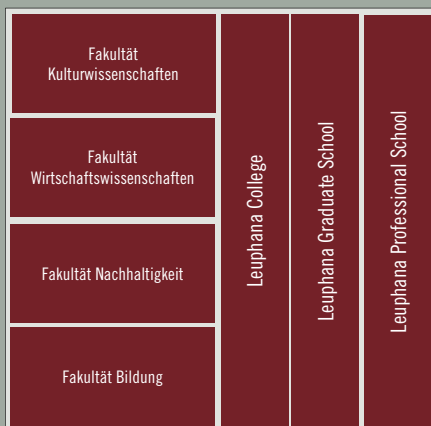 Fakultät
Kulturwissenschaften
Fakultät
Wirtschaftswissenschaften
Fakultät Nachhaltigkeit
Fakultät Bildung
Leuphana College
Leuphana Graduate School
Leuphana Professional School